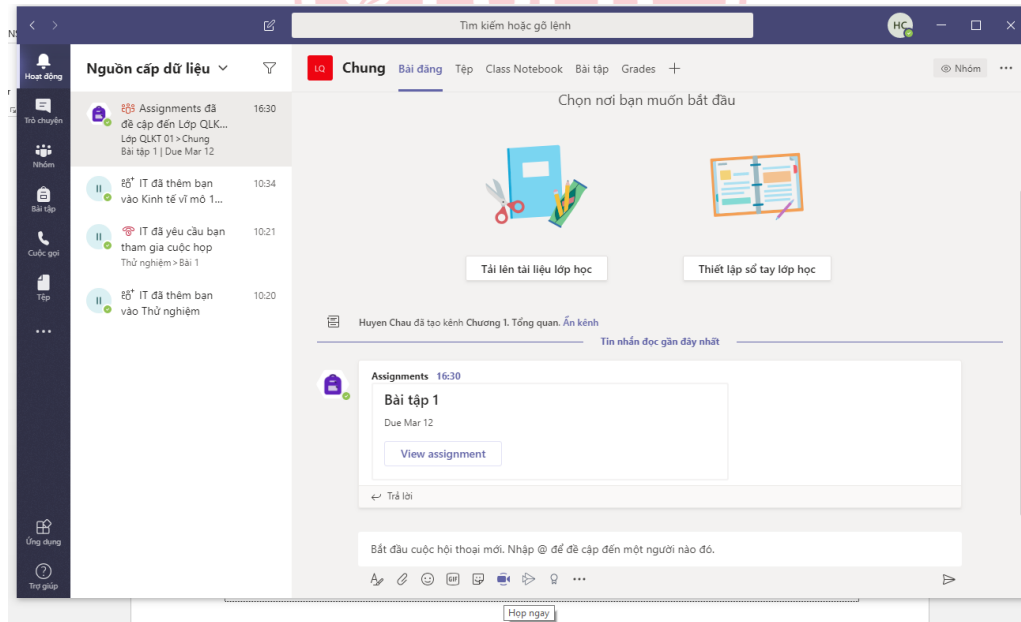 NS
Tìm kiếm hoặc gõ lệnh
HC
Hoạt động
Trò chuyện
Nhóm
Bài tập
Cuộc gọi
Tệp
Ứng dụng
Trợ giúp
Nguồn cấp dữ liệu
Assignments đã
đề cập đến Lớp QLK...
16:30
Lớp QLKT 01 > Chung
Bài tập 1 | Due Mar 12
II
IT đã thêm bạn
vào Kinh tế vĩ mô 1...
10:34
II
IT đã yêu cầu bạn
tham gia cuộc họp
10:21
Thử nghiệm > Bài 1
II
IT đã thêm bạn
vào Thử nghiệm
10:20
LQ Chung Bài đăng Tệp Class Notebook Bài tập Grades
Nhóm
Chọn nơi bạn muốn bắt đầu
Tải lên tài liệu lớp học
Thiết lập sổ tay lớp học
Huyen Chau đã tạo kênh Chương 1. Tổng quan. Ẩn kênh
Tin nhắn đọc gần đây nhất
Assignments 16:30
Bài tập 1
Due Mar 12
View assignment
Trả lời
Bắt đầu cuộc hội thoại mới. Nhập @ để đề cập đến một người nào đó.
GIF
Họp ngay